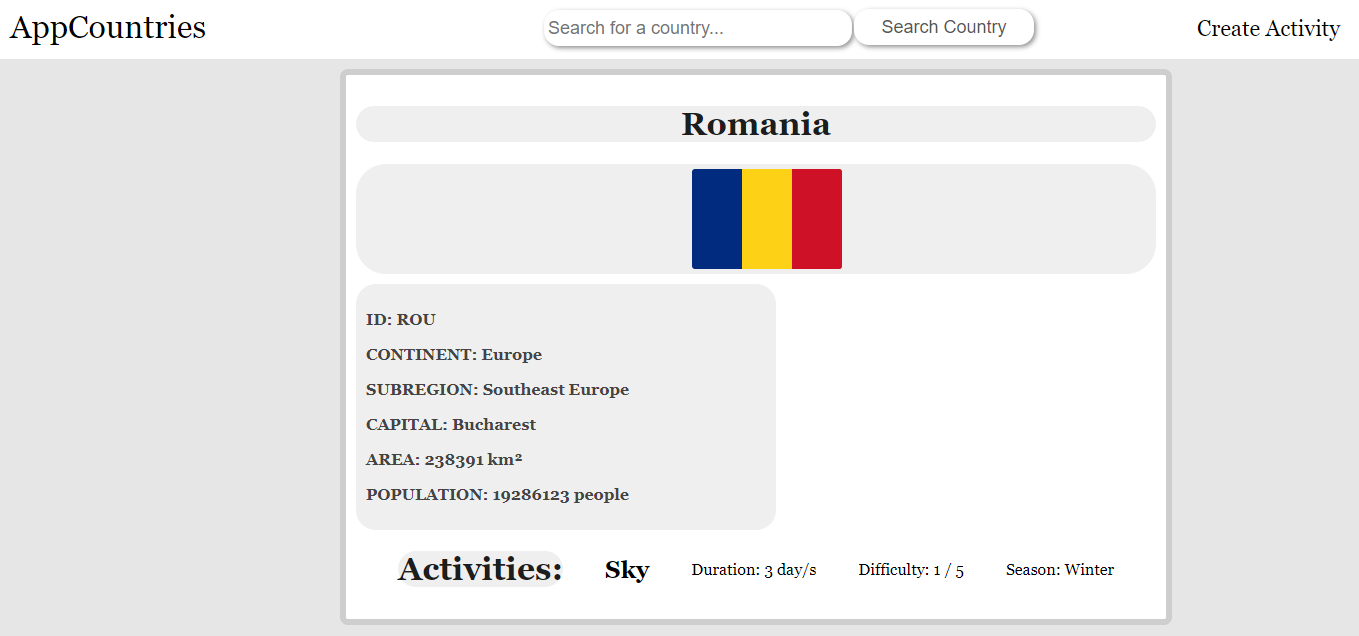 AppCountries
Search for a country...
Search Country
Create Activity
Romania
ID: ROU
CONTINENT: Europe
SUBREGION: Southeast Europe
CAPITAL: Bucharest
AREA: 238391 km²
POPULATION: 19286123 people
Activities: Sky Duration: 3 day/s Difficulty: 1 / 5 Season: Winter